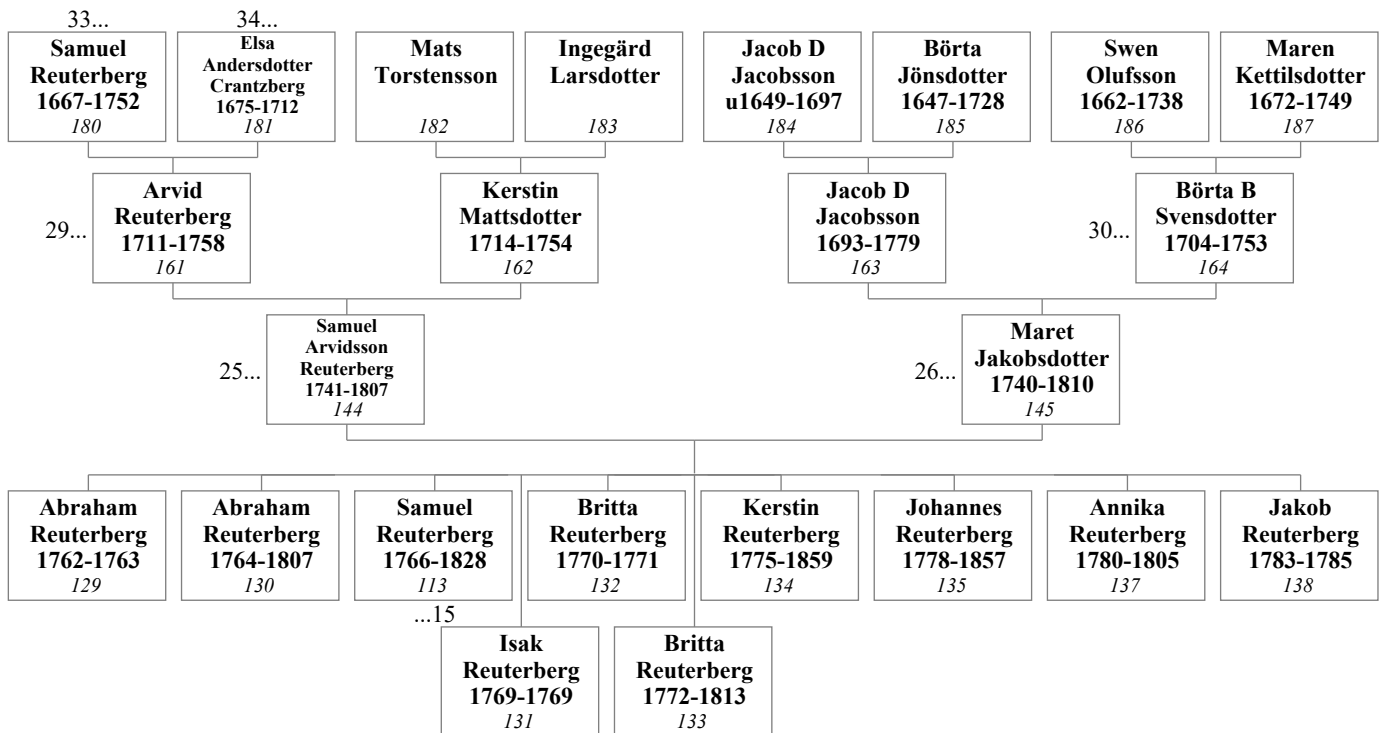 33...
34...
Samuel
Reuterberg
1667-1752
180
Elsa
Andersdotter
Crantzberg
1675-1712
181
Mats
Torstensson
182
Ingegärd
Larsdotter
183
Jacob D
Jacobsson
u1649-1697
184
Börta
Jönsdotter
1647-1728
185
Swen
Olufsson
1662-1738
186
Maren
Kettilsdotter
1672-1749
187
29...
Arvid
Reuterberg
1711-1758
161
Kerstin
Mattsdotter
1714-1754
162
Jacob D
Jacobsson
1693-1779
163
30...
Börta B
Svensdotter
1704-1753
164
25...
Samuel
Arvidsson
Reuterberg
1741-1807
144
26...
Maret
Jakobsdotter
1740-1810
145
Abraham
Reuterberg
1762-1763
129
Abraham
Reuterberg
1764-1807
130
Samuel
Reuterberg
1766-1828
113
...15
Britta
Reuterberg
1770-1771
132
Kerstin
Reuterberg
1775-1859
134
Johannes
Reuterberg
1778-1857
135
Annika
Reuterberg
1780-1805
137
Jakob
Reuterberg
1783-1785
138
Isak
Reuterberg
1769-1769
131
Britta
Reuterberg
1772-1813
133